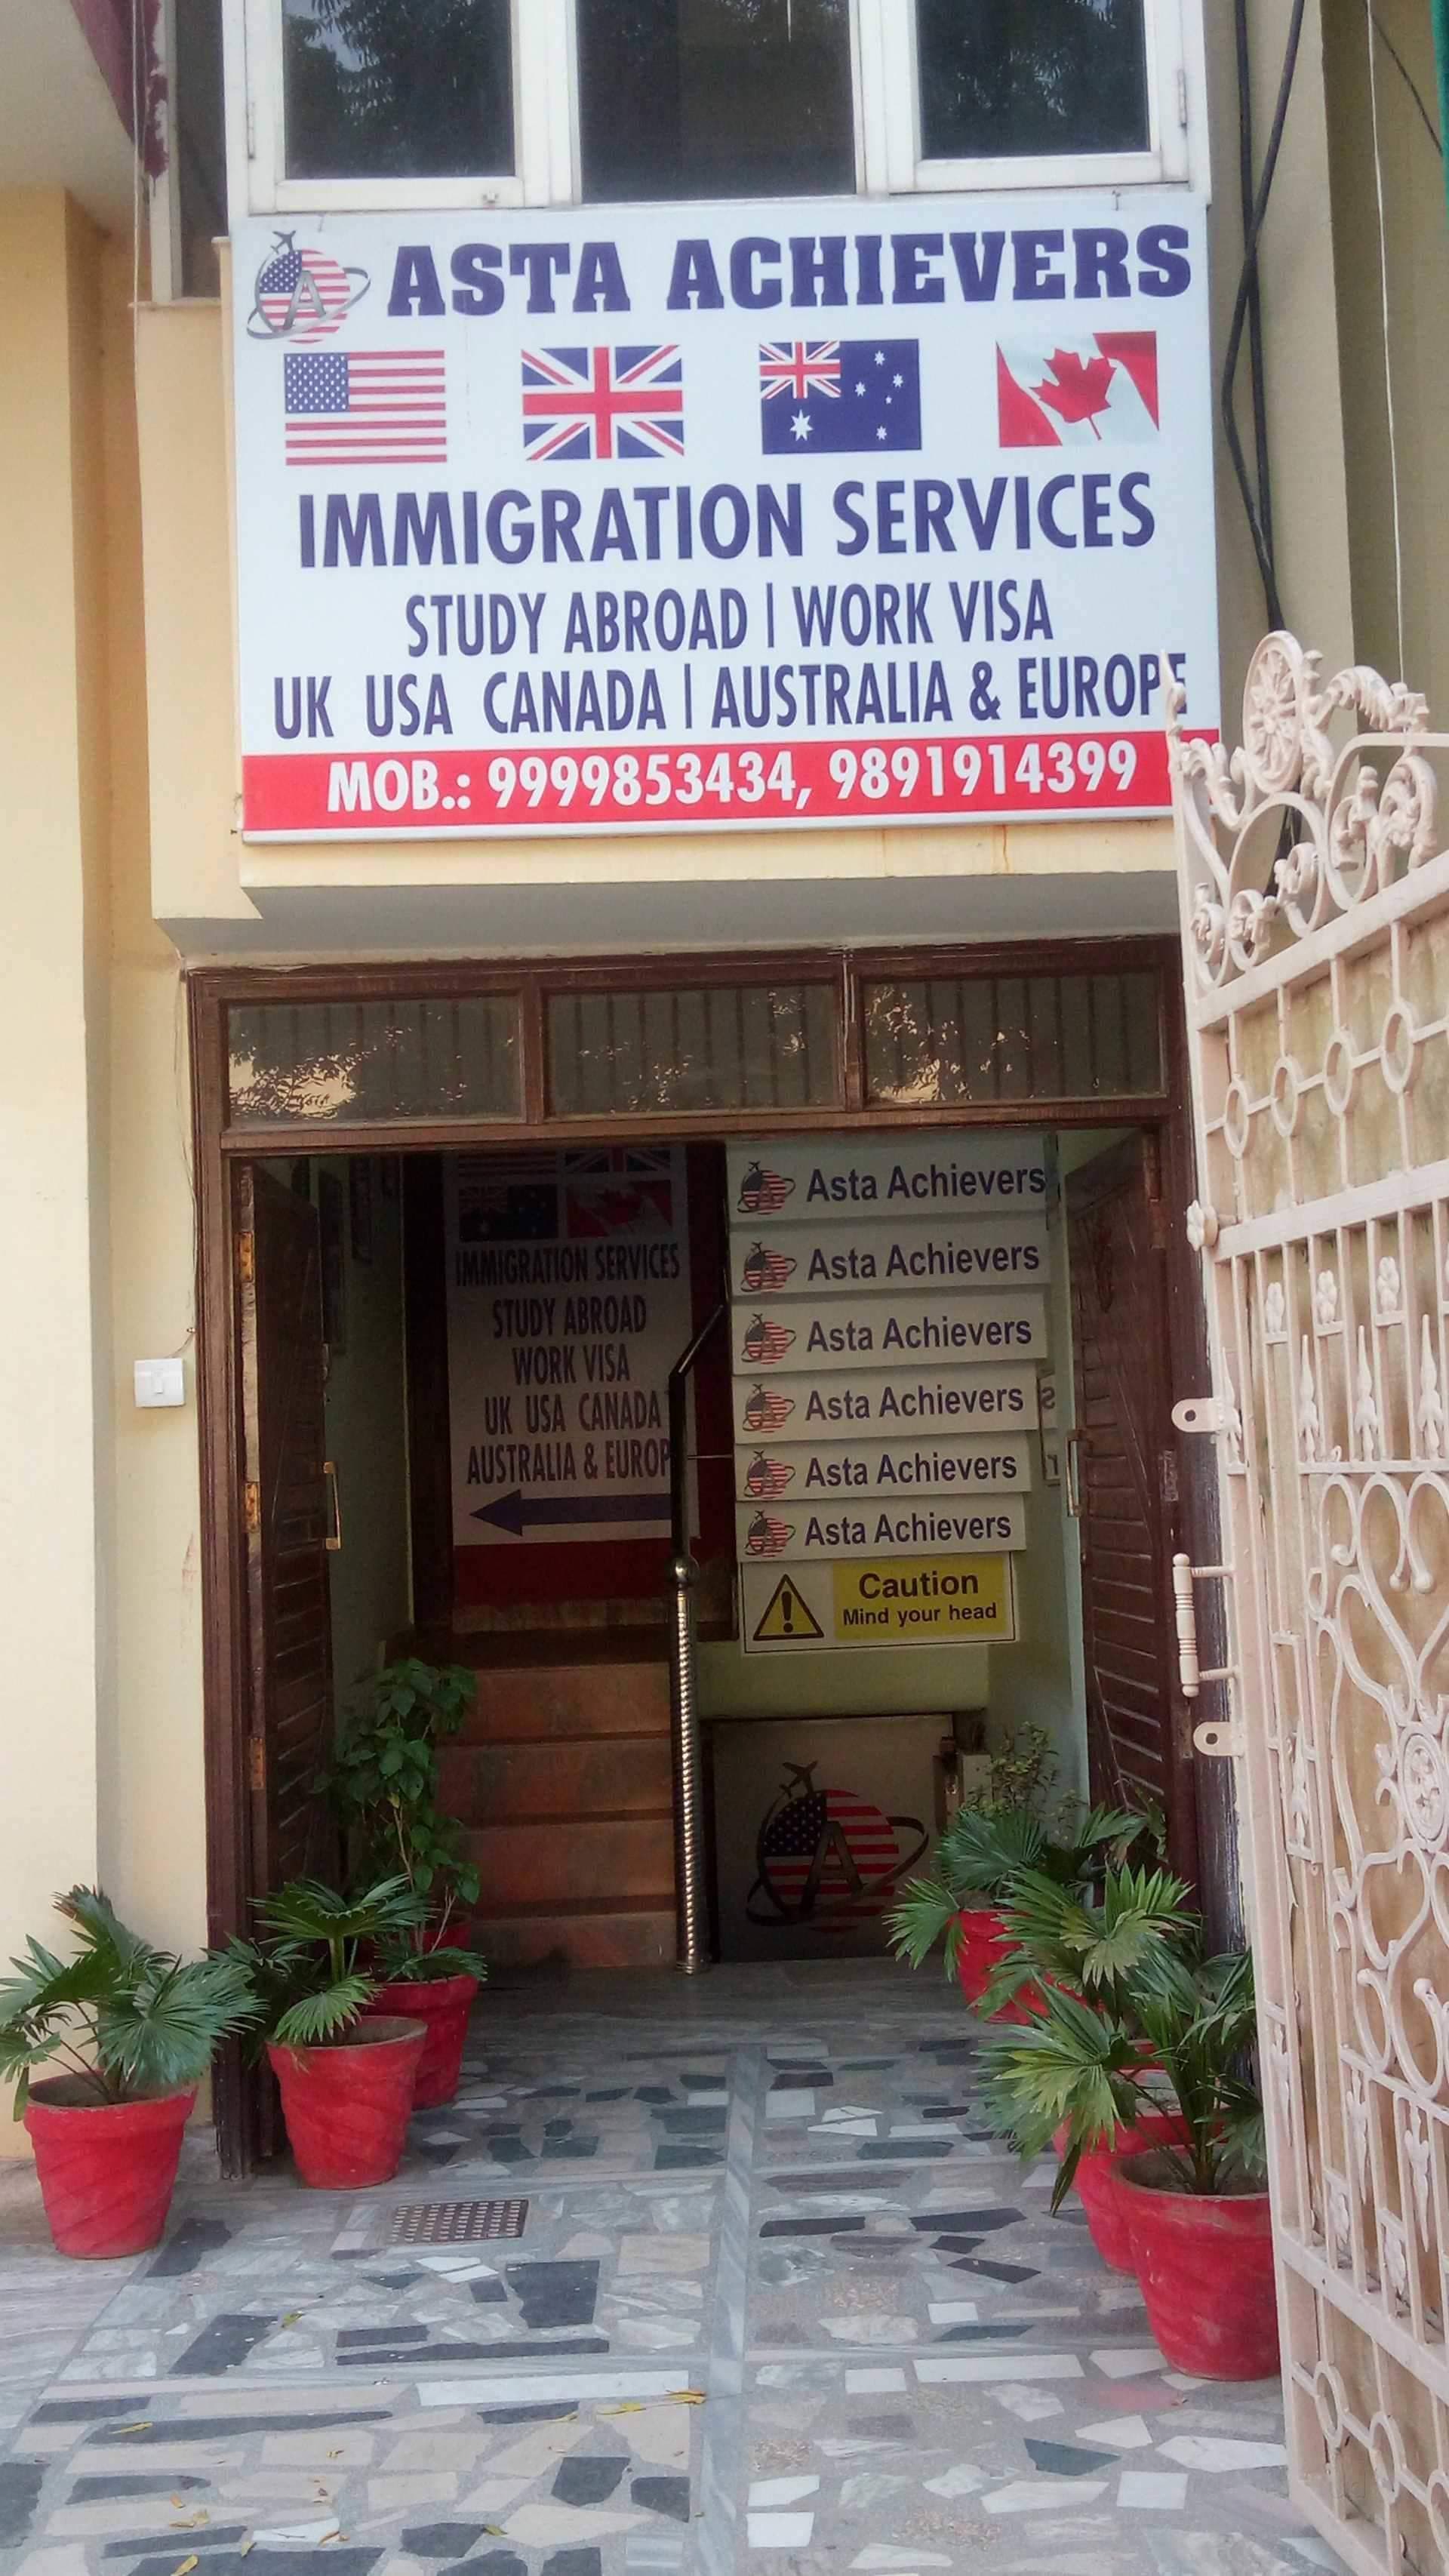 ASTA ACHIEVERS
IMMIGRATION SERVICES
STUDY ABROAD | WORK VISA
UK USA CANADA | AUSTRALIA & EUROPE
MOB.: 9999853434, 9891914399
IMMIGRATION SERVICES
STUDY ABROAD
WORK VISA
UK USA CANADA
AUSTRALIA & EUROP
Asta Achievers
Asta Achievers
Asta Achievers
Asta Achievers
Asta Achievers
Asta Achievers
Caution
Mind your head
A